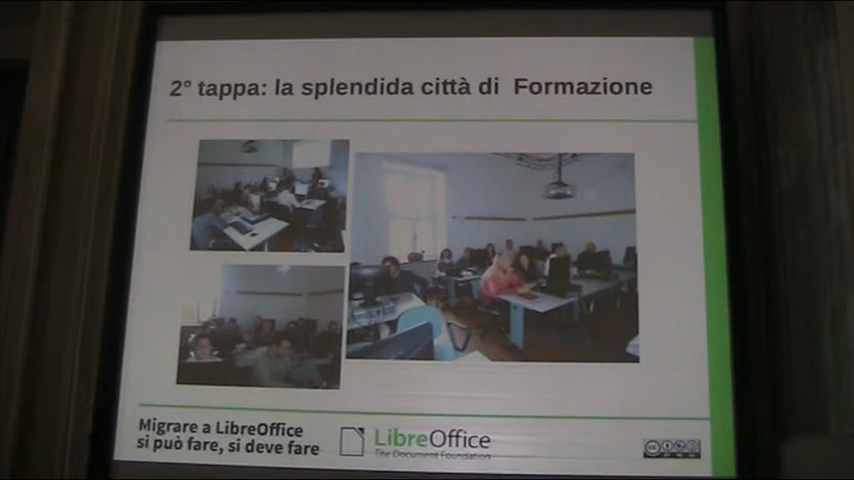 2° tappa: la splendida città di Formazione
Migrare a LibreOffice
si può fare, si deve fare
LibreOffice
The Document Foundation